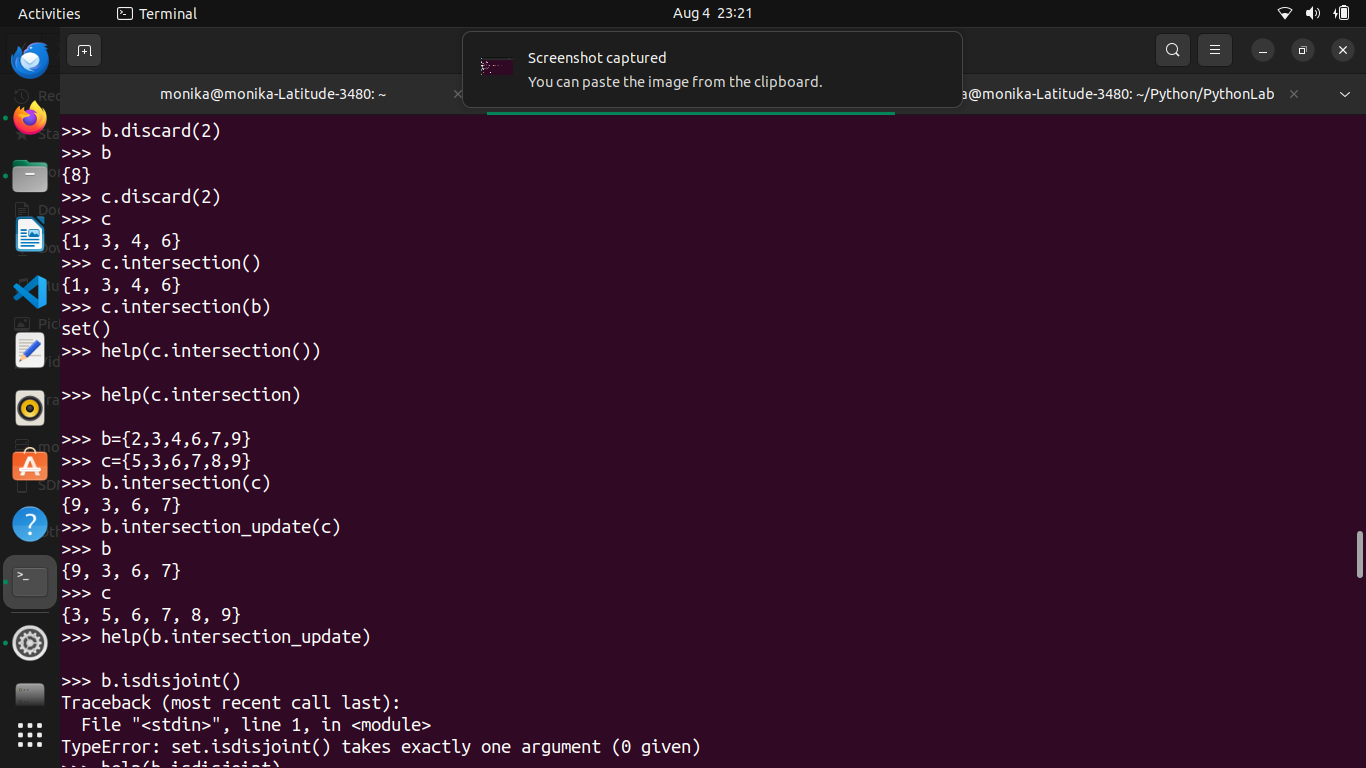 Activities
Terminal
Aug 4 23:21
Screenshot captured
You can paste the image from the clipboard.
monika@monika-Latitude-3480: ~
a@monika-Latitude-3480: ~/Python/PythonLab
>>> b.discard(2)
>>> b
{8}
>>> c.discard(2)
>>> c
{1, 3, 4, 6}
>>> c.intersection()
{1, 3, 4, 6}
>>> c.intersection(b)
set()
>>> help(c.intersection())
>>> help(c.intersection)
>>> b={2,3,4,6,7,9}
>>> c={5,3,6,7,8,9}
>>> b.intersection(c)
{9, 3, 6, 7}
>>> b.intersection_update(c)
>>> b
{9, 3, 6, 7}
>>> c
{3, 5, 6, 7, 8, 9}
>>> help(b.intersection_update)
>>> b.isdisjoint()
Traceback (most recent call last):
  File "<stdin>", line 1, in <module>
TypeError: set.isdisjoint() takes exactly one argument (0 given)
>>> help(b.isdisjoint)